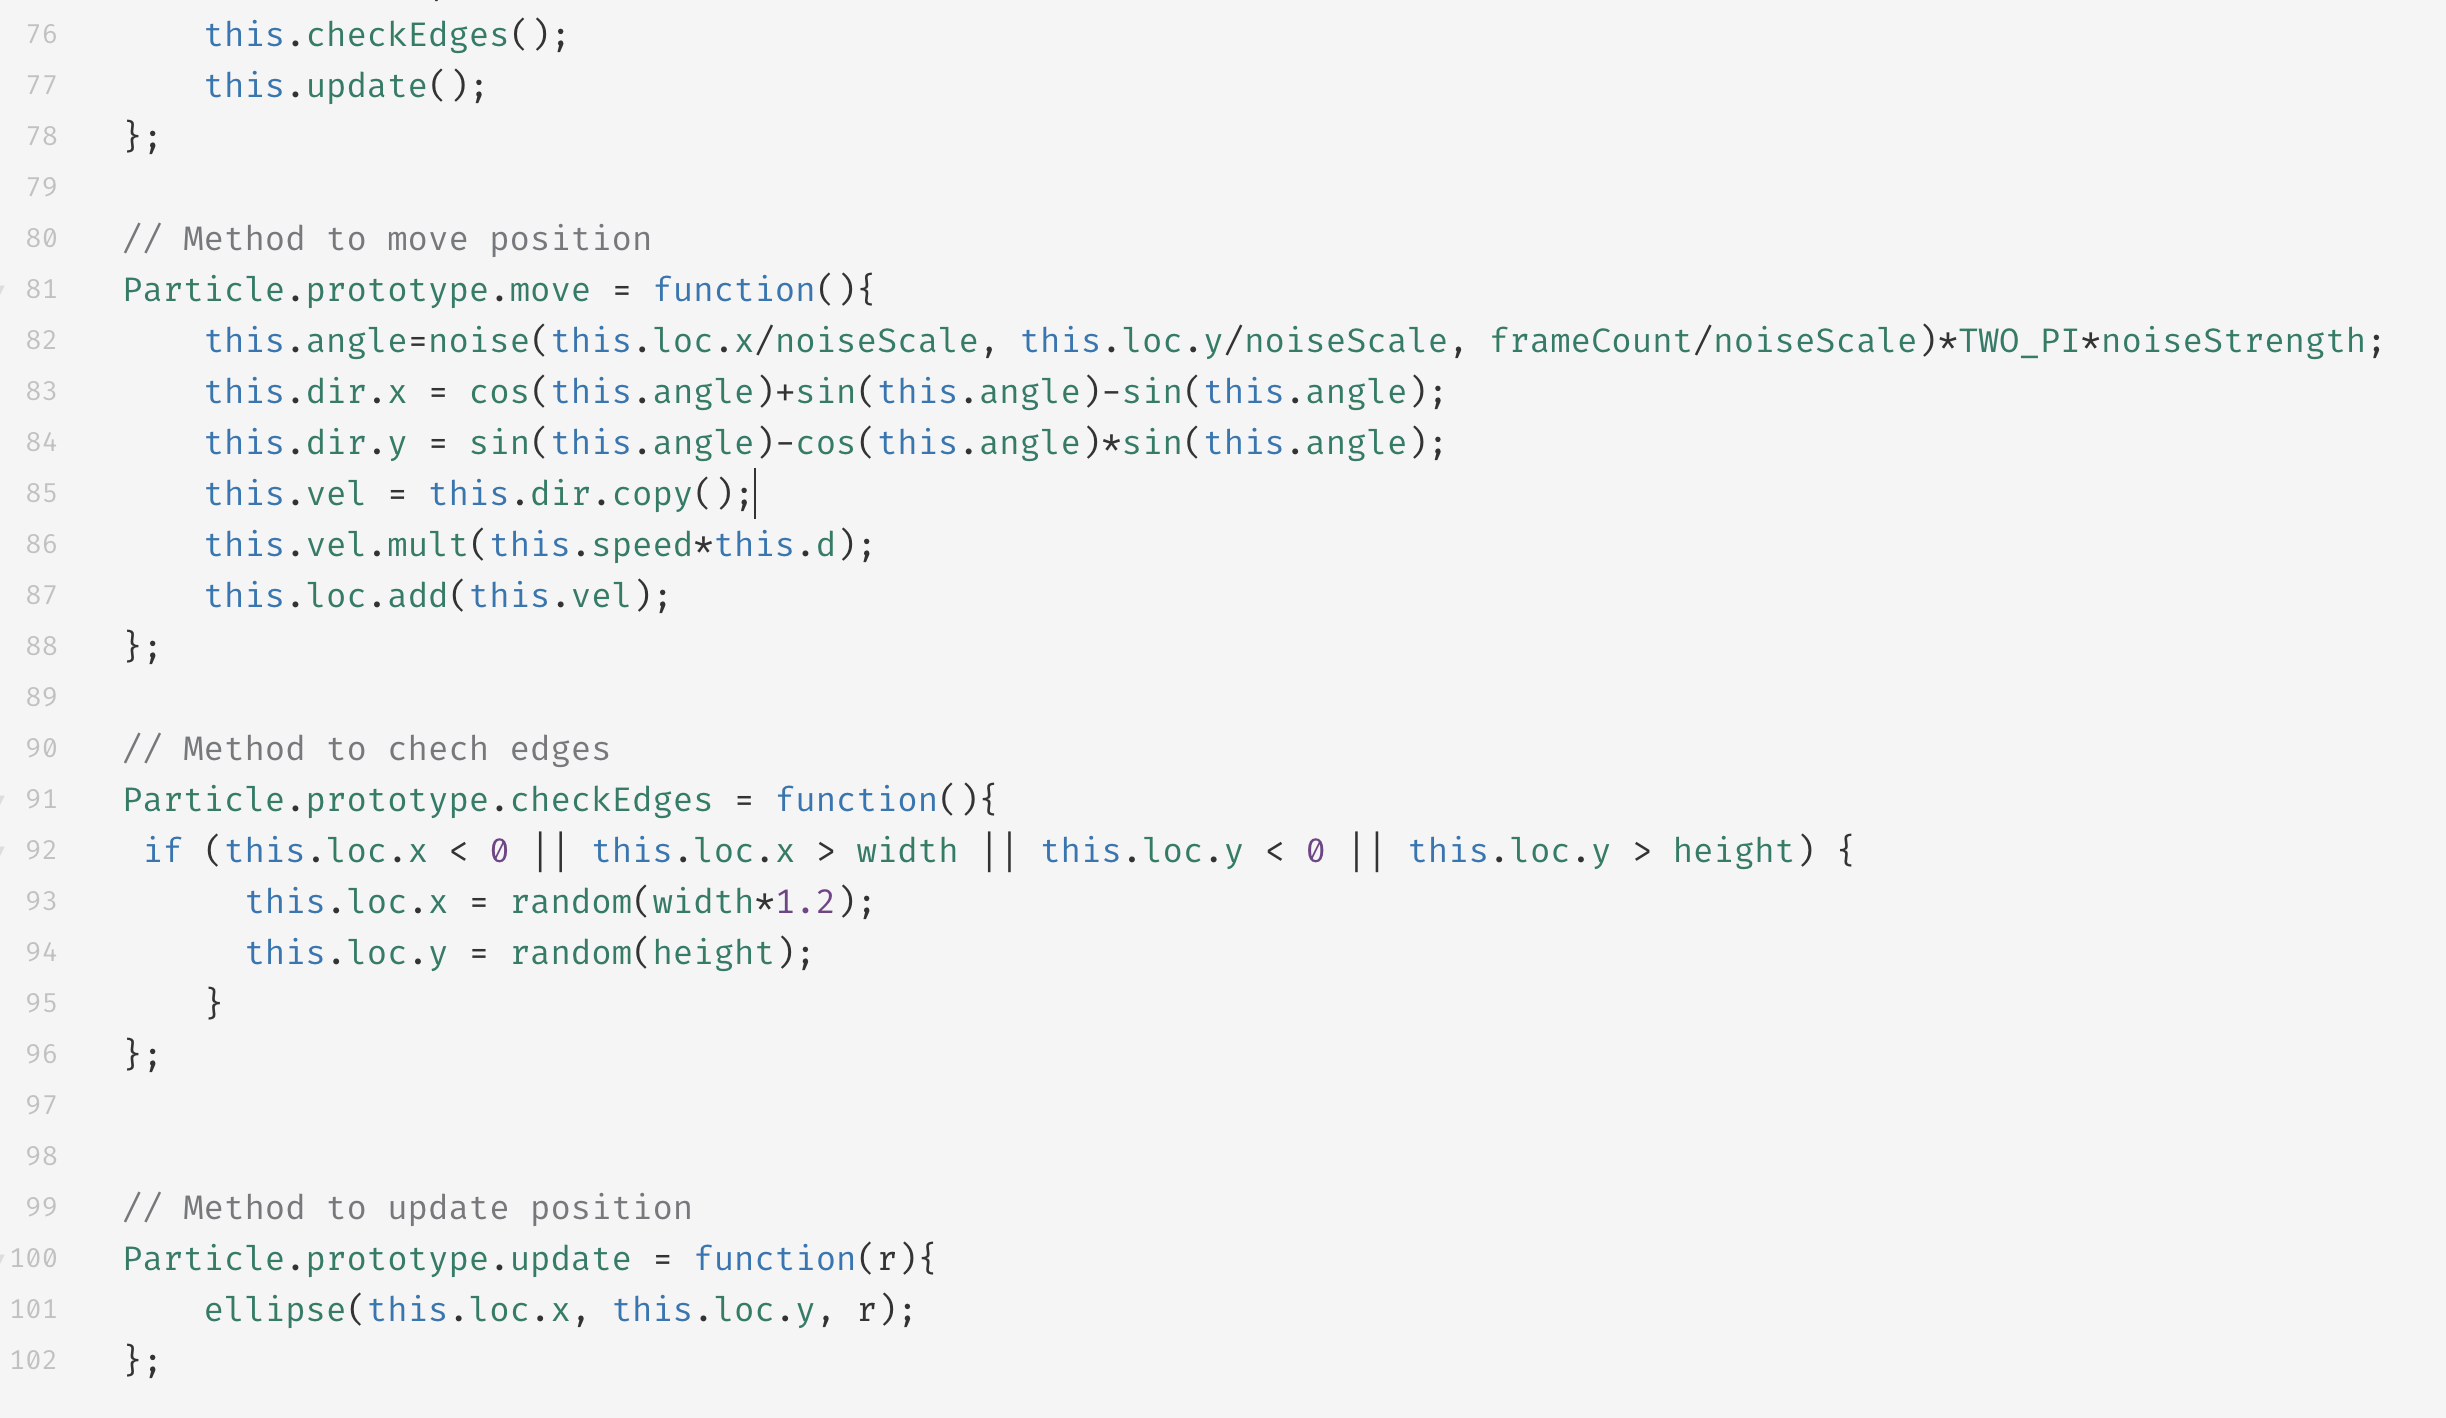 76 this.checkEdges();
77 this.update();
78 };
79
80 // Method to move position
81 Particle.prototype.move = function(){
82 this.angle=noise(this.loc.x/noiseScale, this.loc.y/noiseScale, frameCount/noiseScale)*TWO_PI*noiseStrength;
83 this.dir.x = cos(this.angle)+sin(this.angle)-sin(this.angle);
84 this.dir.y = sin(this.angle)-cos(this.angle)*sin(this.angle);
85 this.vel = this.dir.copy();
86 this.vel.mult(this.speed*this.d);
87 this.loc.add(this.vel);
88 };
89
90 // Method to chech edges
91 Particle.prototype.checkEdges = function(){
92 if (this.loc.x < 0 || this.loc.x > width || this.loc.y < 0 || this.loc.y > height) {
93 this.loc.x = random(width*1.2);
94 this.loc.y = random(height);
95 }
96 };
97
98
99 // Method to update position
100 Particle.prototype.update = function(r){
101 ellipse(this.loc.x, this.loc.y, r);
102 };